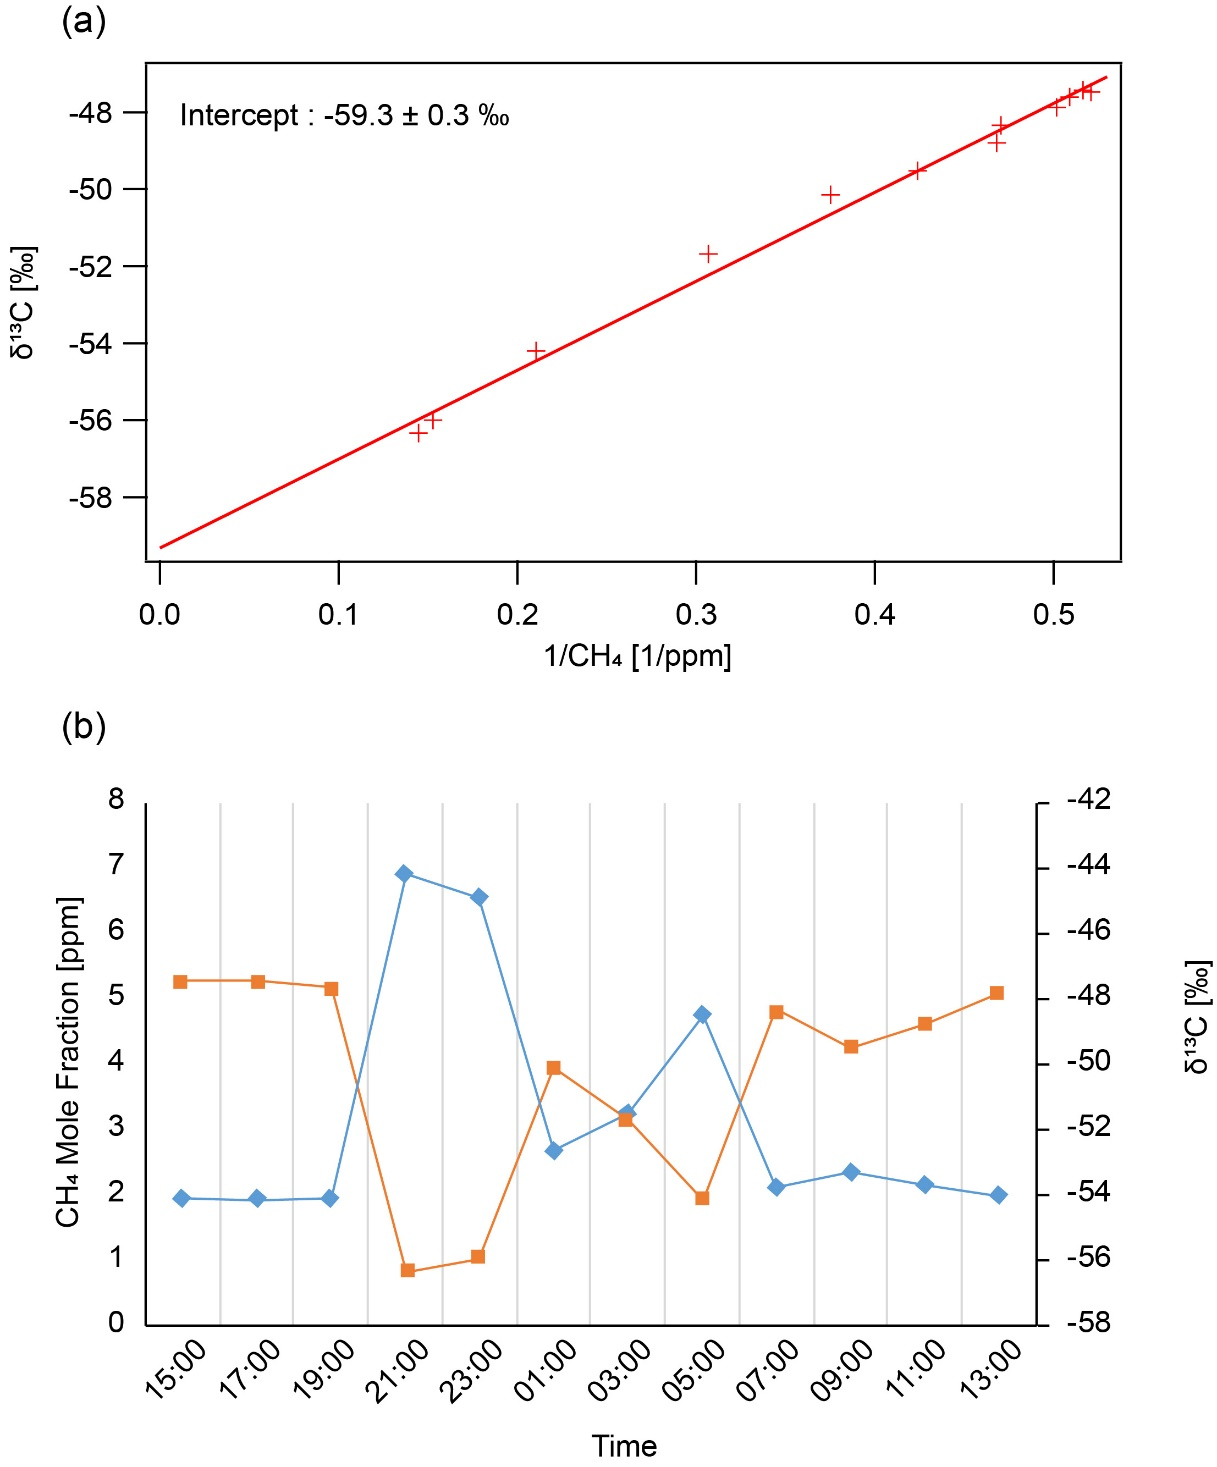 (a)
Intercept : -59.3 ± 0.3 ‰
-48
-50
-52
-54
-56
-58
δ¹³C [‰]
0.0 0.1 0.2 0.3 0.4 0.5
1/CH₄ [1/ppm]
(b)
8
7
6
5
4
3
2
1
0
CH₄ Mole Fraction [ppm]
-42
-44
-46
-48
-50
-52
-54
-56
-58
δ¹³C [‰]
15:00 17:00 19:00 21:00 23:00 01:00 03:00 05:00 07:00 09:00 11:00 13:00
Time